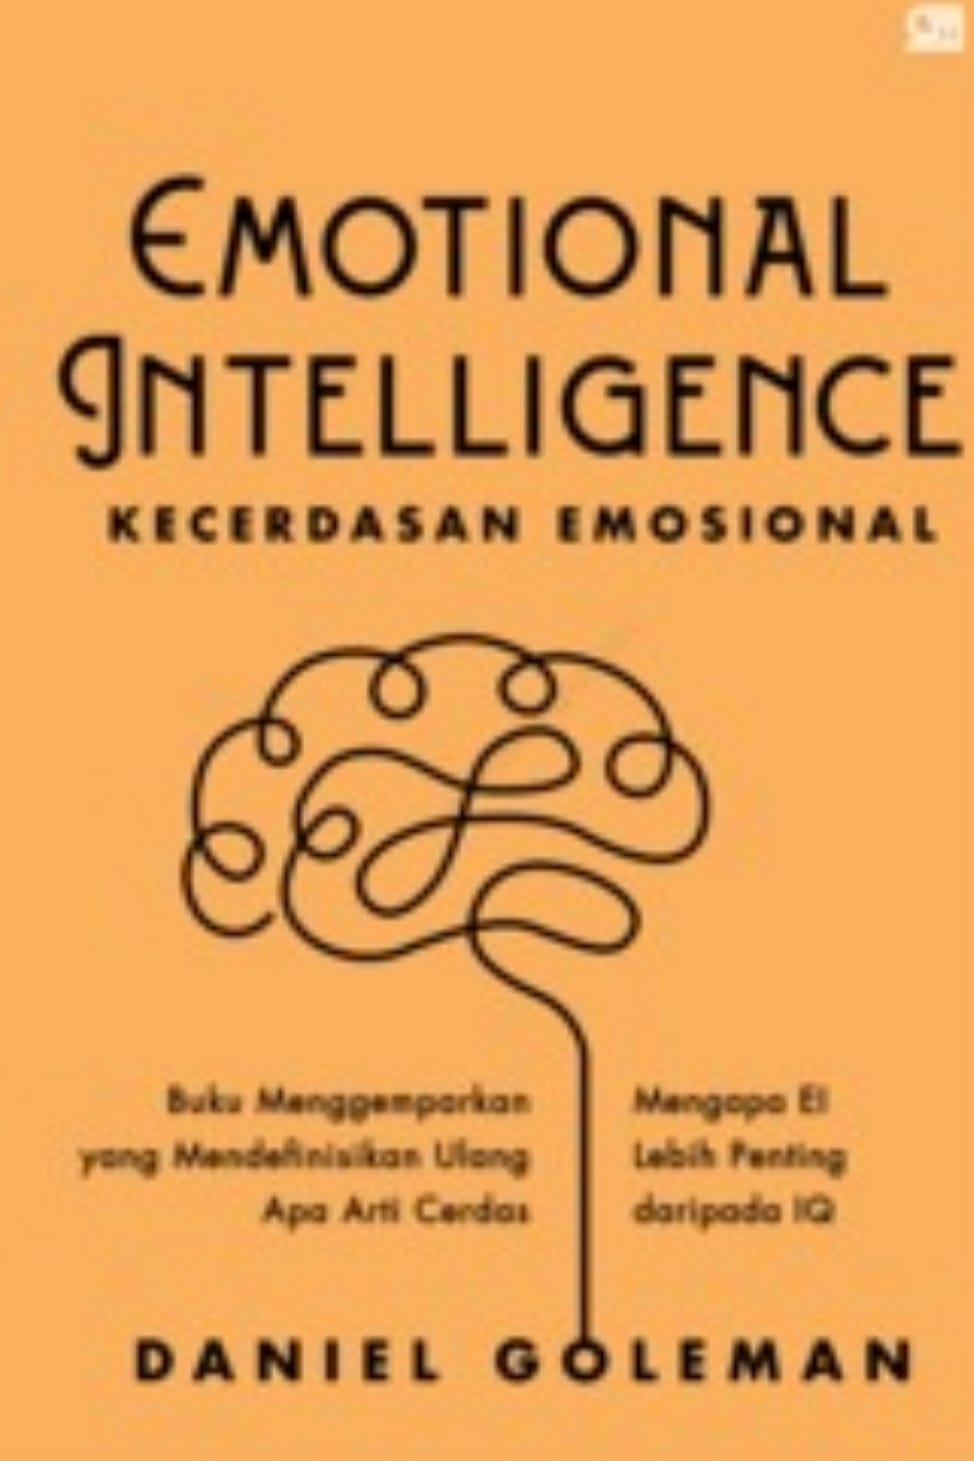 EMOTIONAL
INTELLIGENCE
KECERDASAN EMOSIONAL
Buku Menggemparkan
yang Mendefinisikan Ulang
Apa Arti Cerdas
Mengapa EI
Lebih Penting
daripada IQ
DANIEL GOLEMAN